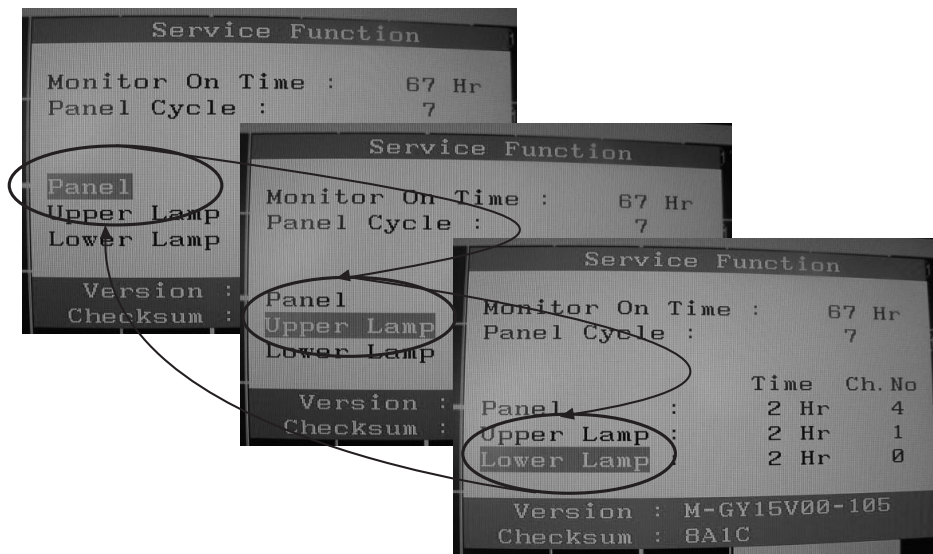 Service Function
Monitor On Time : 67 Hr
Panel Cycle : 7
Panel
Upper Lamp
Lower Lamp
Version :
Checksum :
Service Function
Monitor On Time : 67 Hr
Panel Cycle : 7
Panel
Upper Lamp
Lower Lamp
Version :
Checksum :
Service Function
Monitor On Time : 67 Hr
Panel Cycle : 7
Time Ch.No
Panel : 2 Hr 4
Upper Lamp : 2 Hr 1
Lower Lamp : 2 Hr 0
Version : M-GY15V00-105
Checksum : 8A1C